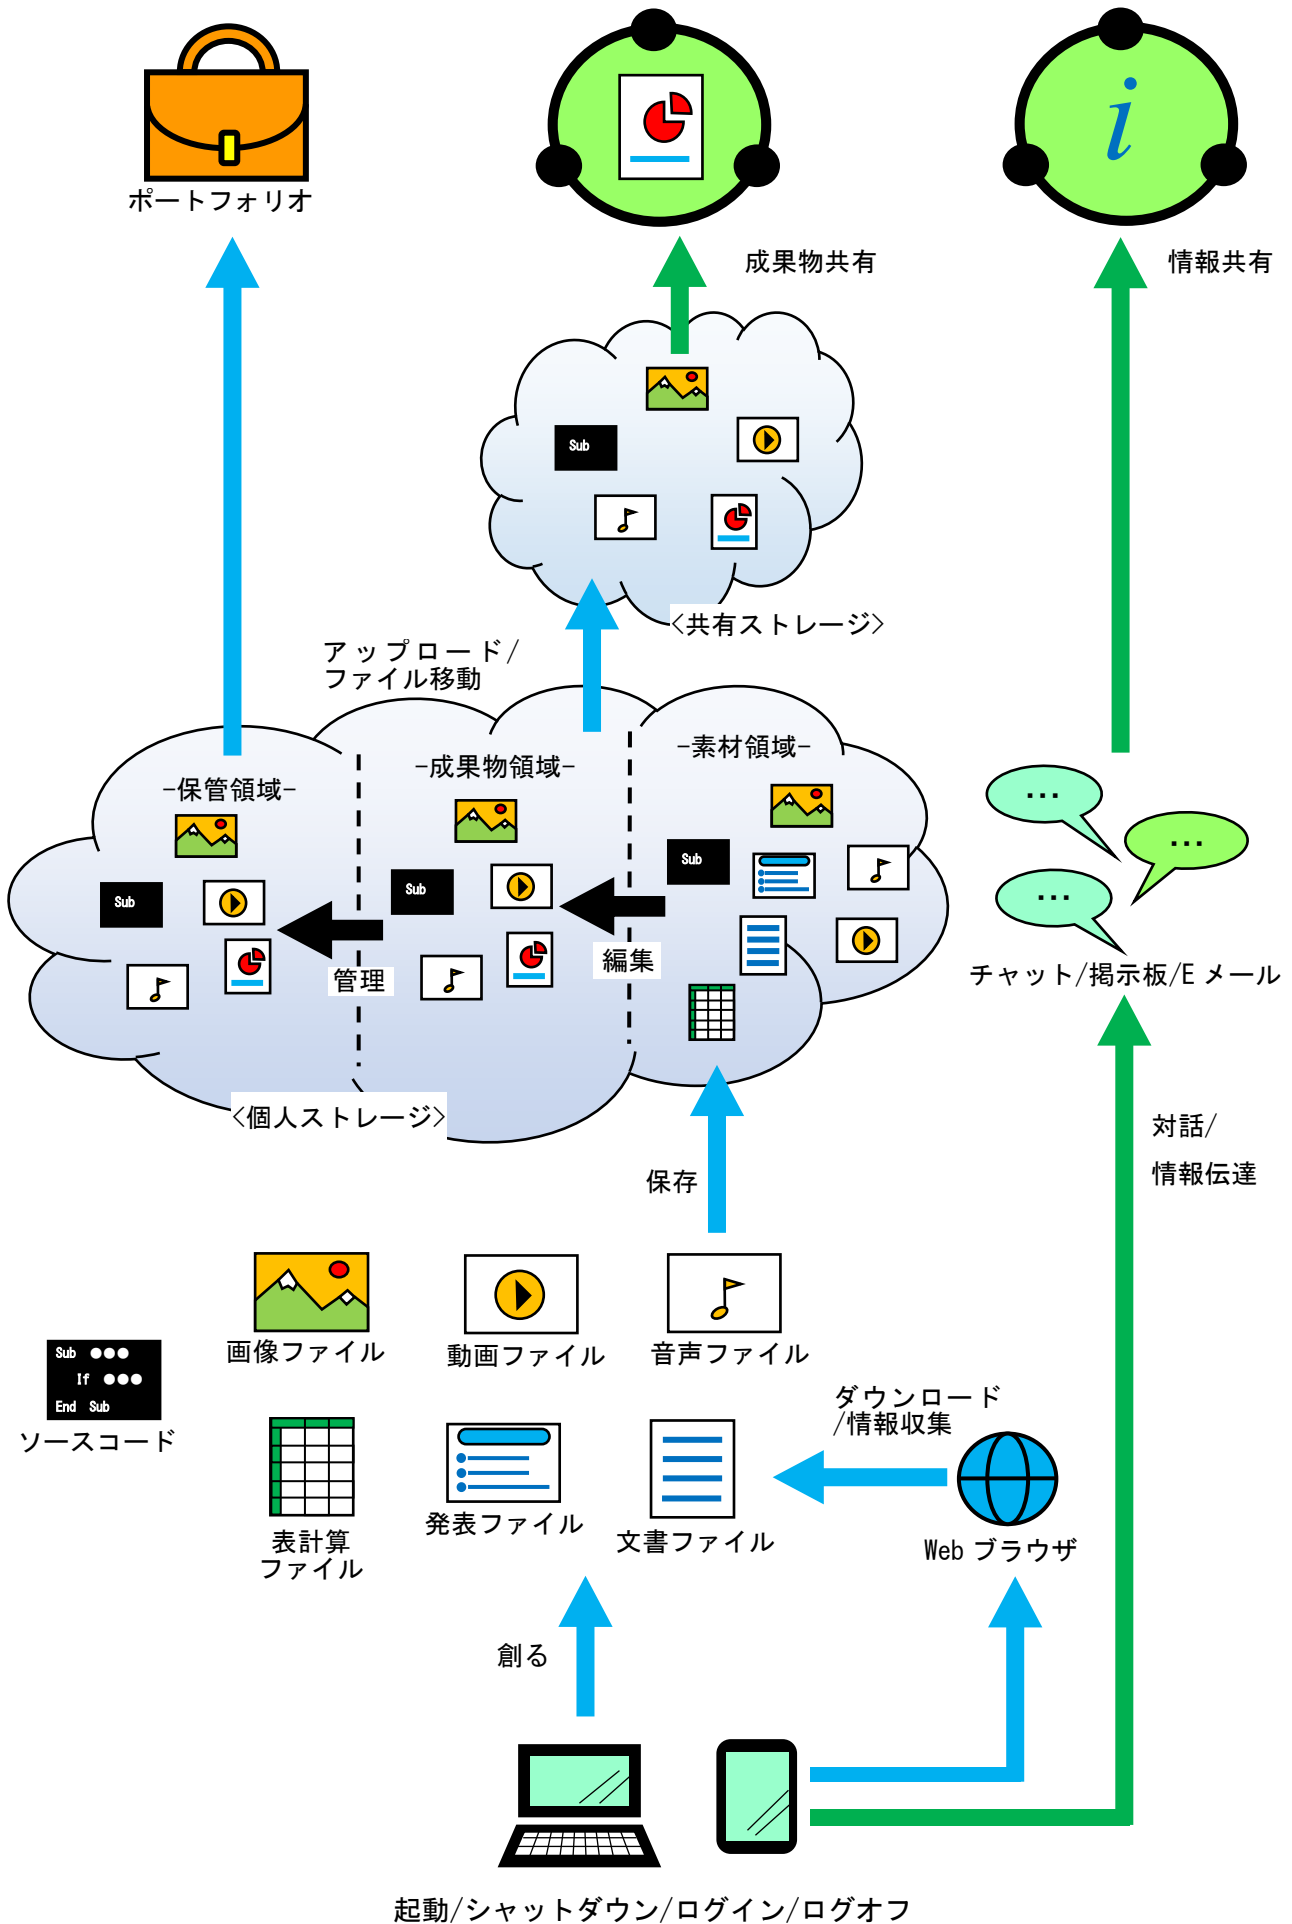 ポートフォリオ
成果物共有
情報共有
Sub
<共有ストレージ>
アップロード/
ファイル移動
-保管領域-
-成果物領域-
-素材領域-
Sub
Sub
Sub
管理
編集
<個人ストレージ>
...
...
...
チャット/掲示板/Eメール
対話/
情報伝達
保存
画像ファイル
動画ファイル
音声ファイル
Sub ●●●
If ●●●
End Sub
ソースコード
表計算
ファイル
発表ファイル
文書ファイル
ダウンロード
/情報収集
Webブラウザ
創る
i
起動/シャットダウン/ログイン/ログオフ